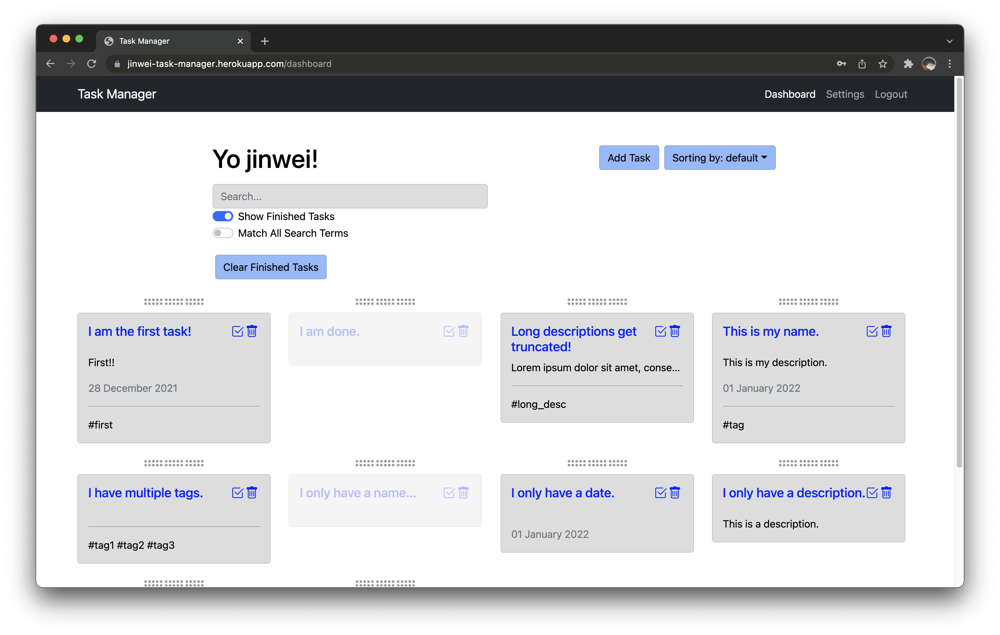 Task Manager
jinwei-task-manager.herokuapp.com/dashboard
Task Manager
Dashboard Settings Logout
Yo jinwei!
Add Task
Sorting by: default
Search...
Show Finished Tasks
Match All Search Terms
Clear Finished Tasks
I am the first task!
First!!
28 December 2021
#first
I am done.
Long descriptions get
truncated!
Lorem ipsum dolor sit amet, conse...
#long_desc
This is my name.
This is my description.
01 January 2022
#tag
I have multiple tags.
#tag1 #tag2 #tag3
I only have a name...
I only have a date.
01 January 2022
I only have a description.
This is a description.